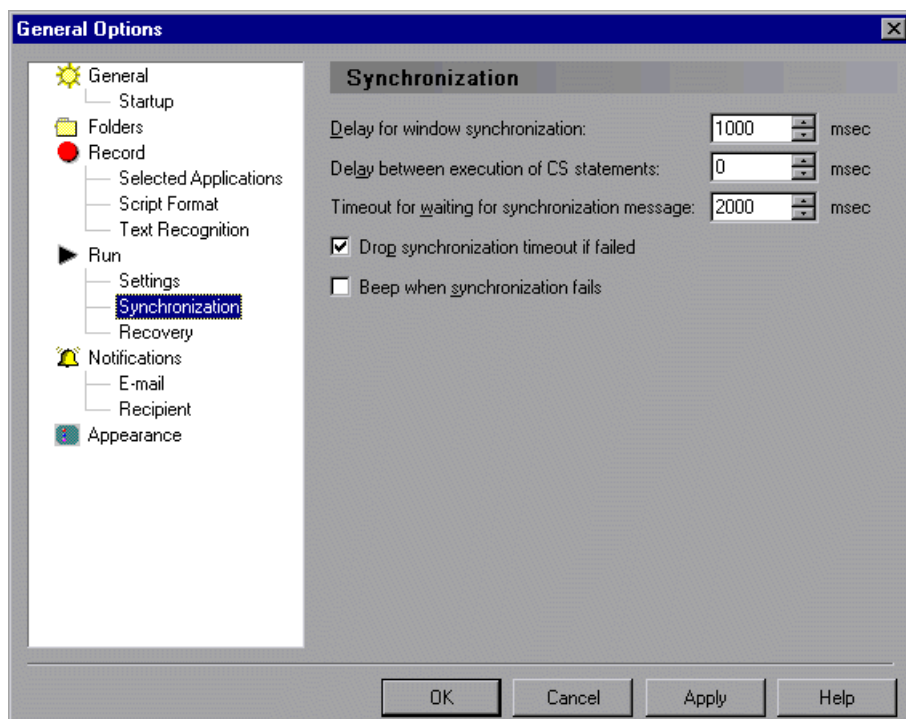 General Options
General
Startup
Folders
Record
Selected Applications
Script Format
Text Recognition
Run
Settings
Synchronization
Recovery
Notifications
E-mail
Recipient
Appearance
Synchronization
Delay for window synchronization: 1000 msec
Delay between execution of CS statements: 0 msec
Timeout for waiting for synchronization message: 2000 msec
Drop synchronization timeout if failed
Beep when synchronization fails
OK Cancel Apply Help